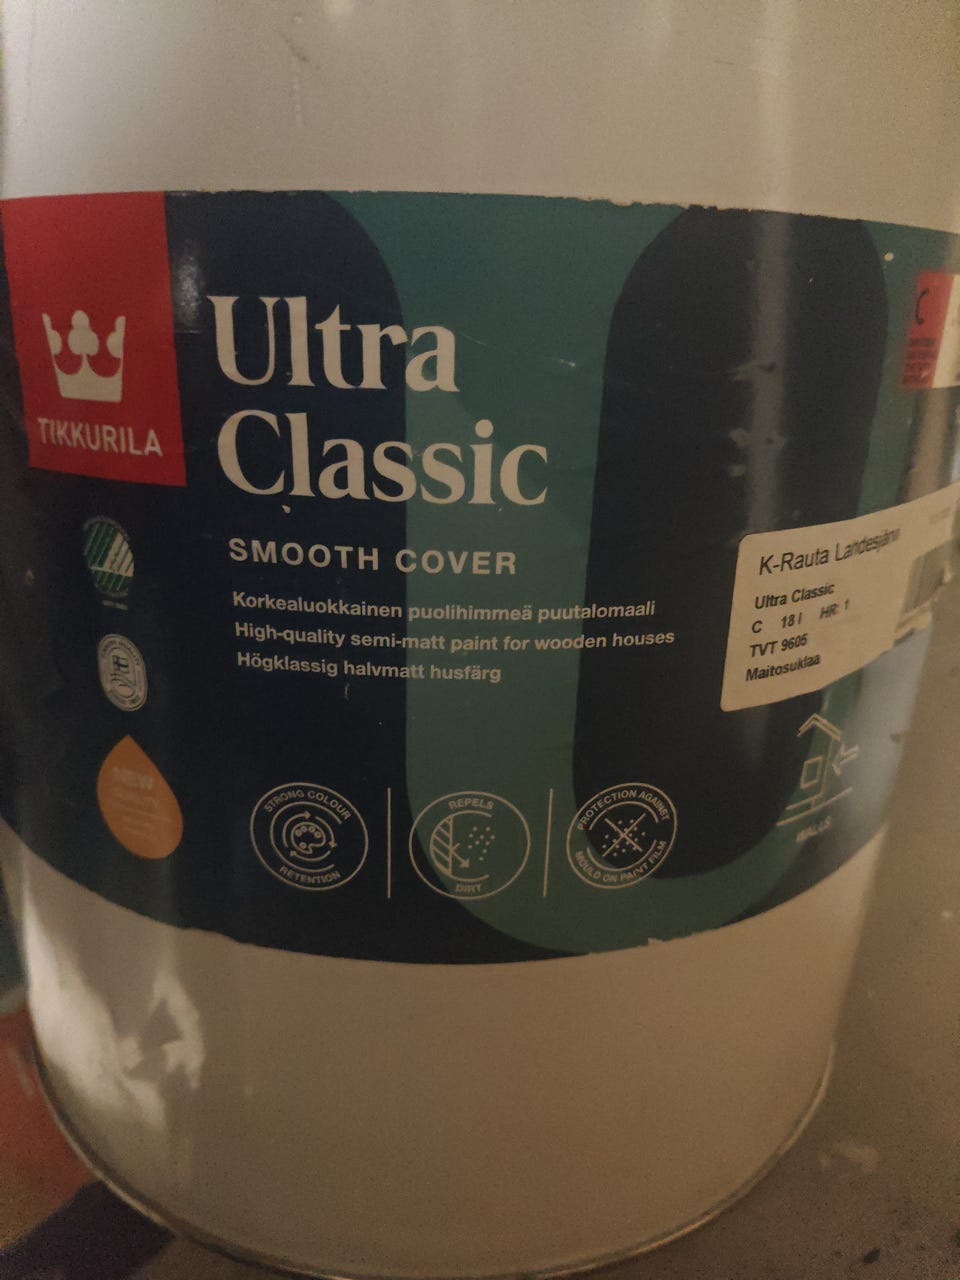 TIKKURILA
Ultra
Classic
SMOOTH COVER
Korkealuokkainen puolihimmeä puutalomaali
High-quality semi-matt paint for wooden houses
Högklassig halvmatt husfärg
K-Rauta Lahdesjärvi
Ultra Classic
C 18 l HR: 1
TVT 9605
Maitosuklaa
NEW
STRONG COLOUR
RETENTION
REPELS
DIRT
PROTECTION AGAINST
MOULD ON PAINT FILM
WALLS